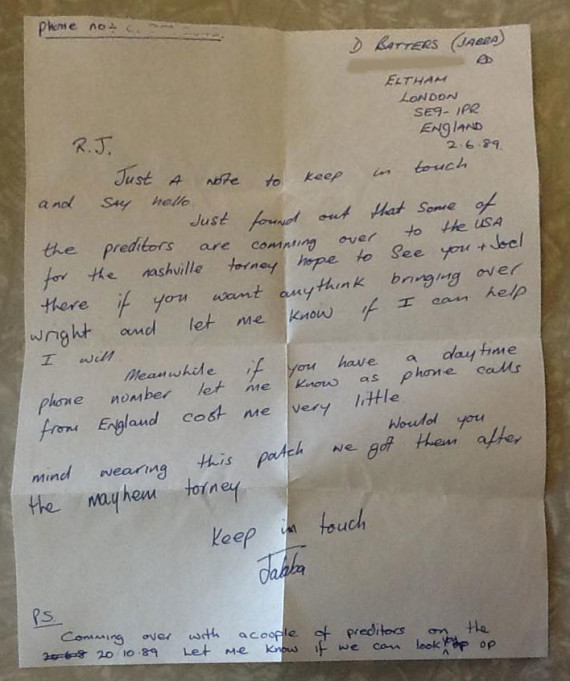 Phone no:
D BATTERS (JABBA)
RD
ELTHAM
LONDON
SE9-1PR
ENGLAND
2.6.89.
R.J.
Just A note to keep in touch
and say hello.
Just found out that some of
the preditors are comming over to the USA
for the nashville torney hope to see you + Joel
there if you want anythink bringing over
wright and let me know if I can help
I will
Meanwhile if you have a daytime
phone number let me know as phone calls
from England cost me very little
Would you
mind wearing this patch we got them after
the mayhem torney
Keep in touch
Jabba
PS.
Comming over with acoople of preditors on the
20.10.89 Let me know if we can look you op